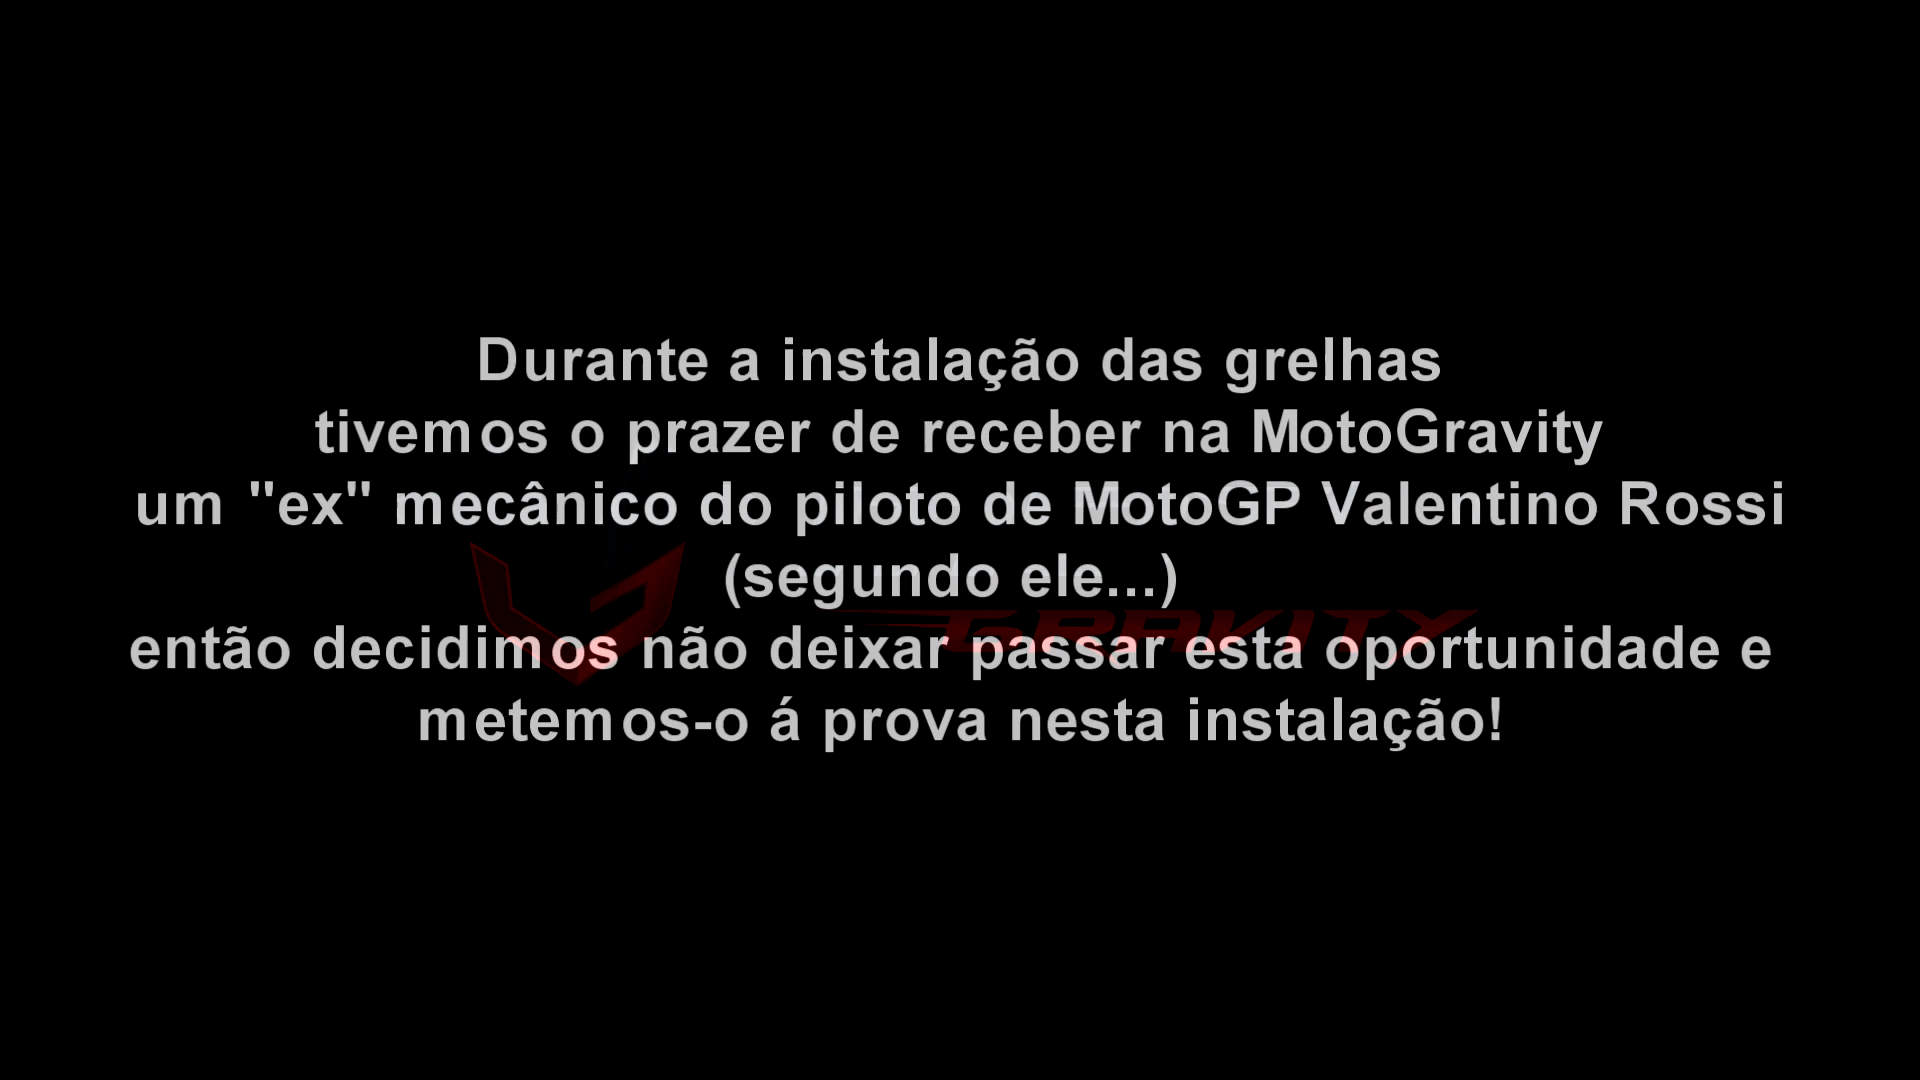 Durante a instalação das grelhas
tivemos o prazer de receber na MotoGravity
um "ex" mecânico do piloto de MotoGP Valentino Rossi
(segundo ele...)
GRAVITY
então decidimos não deixar passar esta oportunidade e
metemos-o á prova nesta instalação!